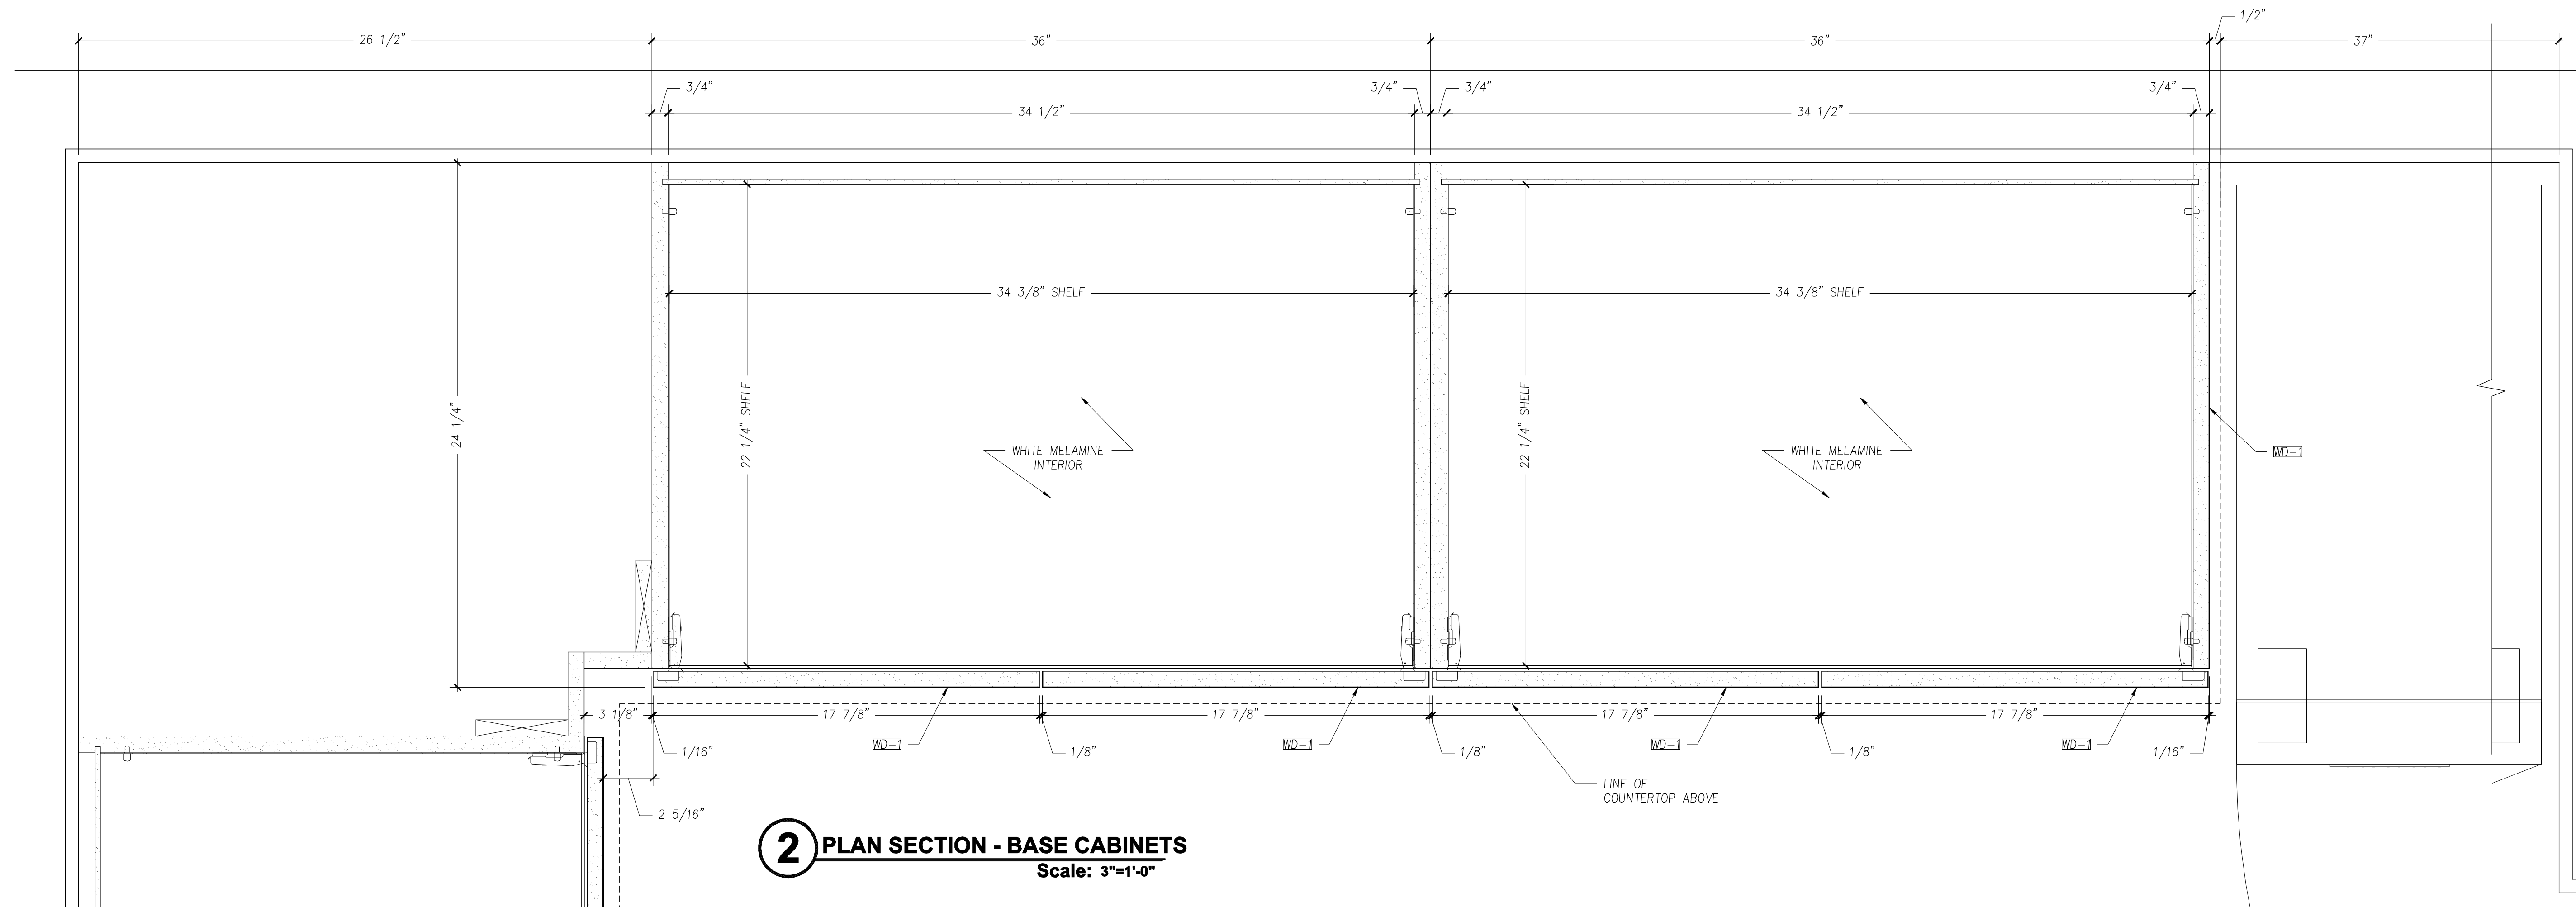 1/2"
26 1/2"
36"
36"
37"
3/4"
3/4"
3/4"
3/4"
34 1/2"
34 1/2"
34 3/8" SHELF
34 3/8" SHELF
24 1/4"
22 1/4" SHELF
22 1/4" SHELF
WHITE MELAMINE
INTERIOR
WHITE MELAMINE
INTERIOR
WD-1
3 1/8"
17 7/8"
17 7/8"
17 7/8"
17 7/8"
WD-1
WD-1
WD-1
WD-1
1/16"
1/8"
1/8"
1/8"
1/16"
LINE OF
COUNTERTOP ABOVE
2 5/16"
2
PLAN SECTION - BASE CABINETS
Scale: 3"=1'-0"